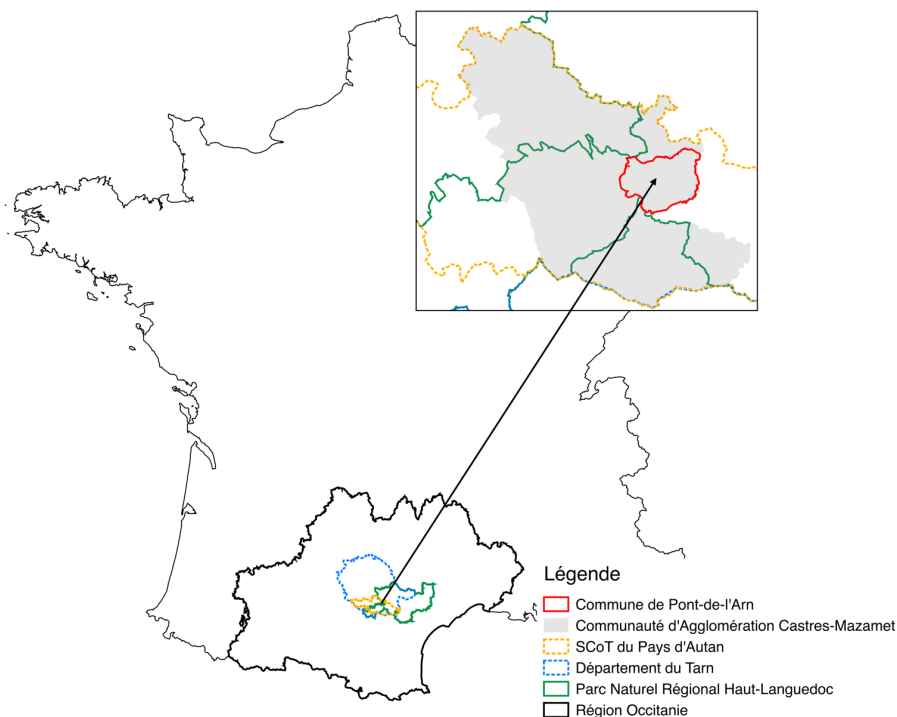 Légende
Commune de Pont-de-l'Arn
Communauté d'Agglomération Castres-Mazamet
SCoT du Pays d'Autan
Département du Tarn
Parc Naturel Régional Haut-Languedoc
Région Occitanie